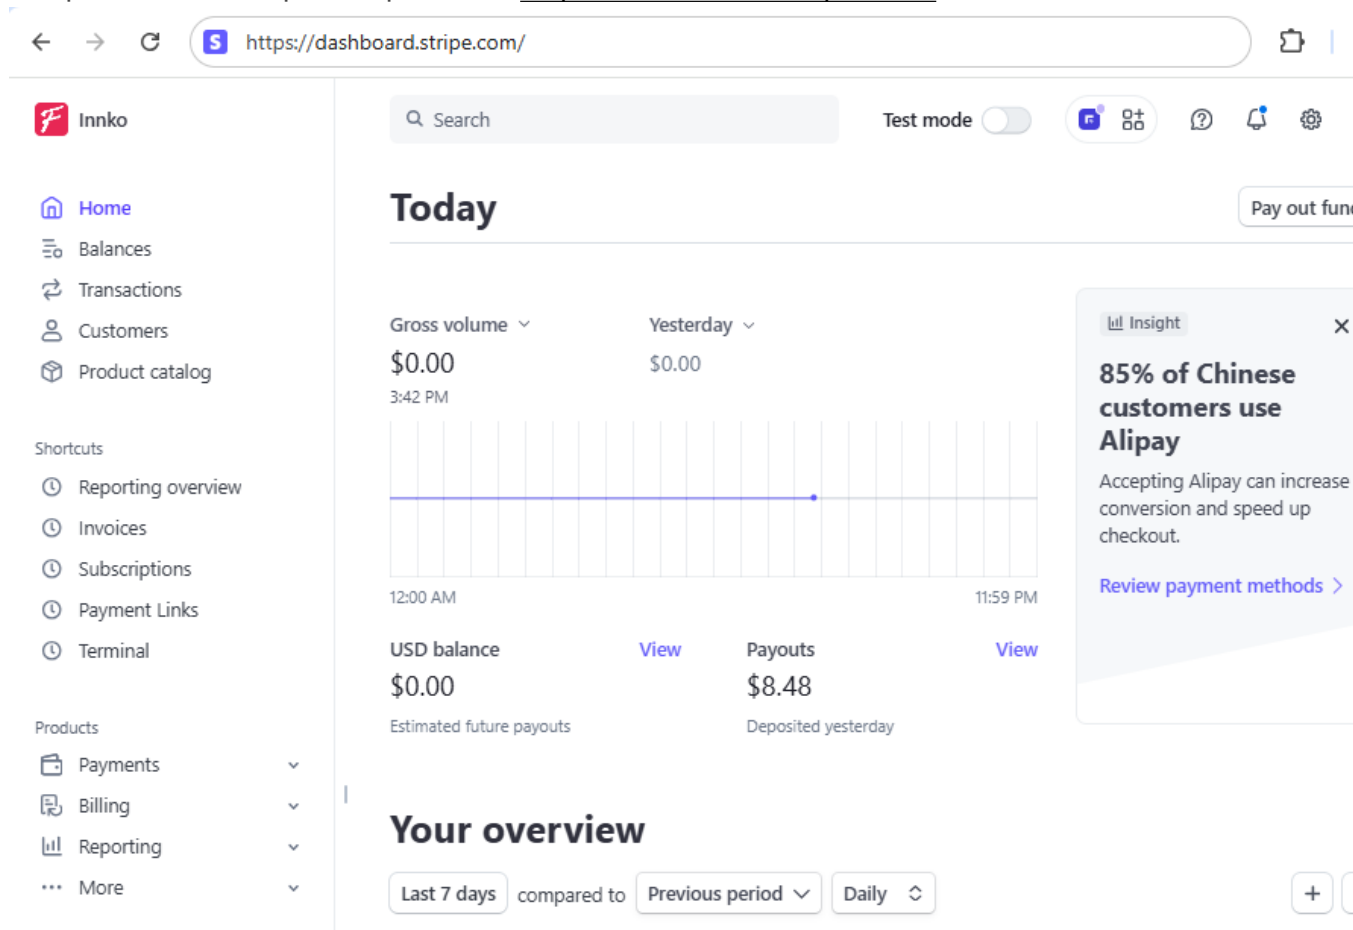 https://dashboard.stripe.com/
Innko
Search
Test mode
Home
Balances
Transactions
Customers
Product catalog
Shortcuts
Reporting overview
Invoices
Subscriptions
Payment Links
Terminal
Products
Payments
Billing
Reporting
More
Today
Pay out
Gross volume
$0.00
3:42 PM
Yesterday
$0.00
12:00 AM
11:59 PM
USD balance
View
$0.00
Estimated future payouts
Payouts
View
$8.48
Deposited yesterday
Insight
85% of Chinese
customers use
Alipay
Accepting Alipay can increase
conversion and speed up
checkout.
Review payment methods
Your overview
Last 7 days compared to Previous period Daily